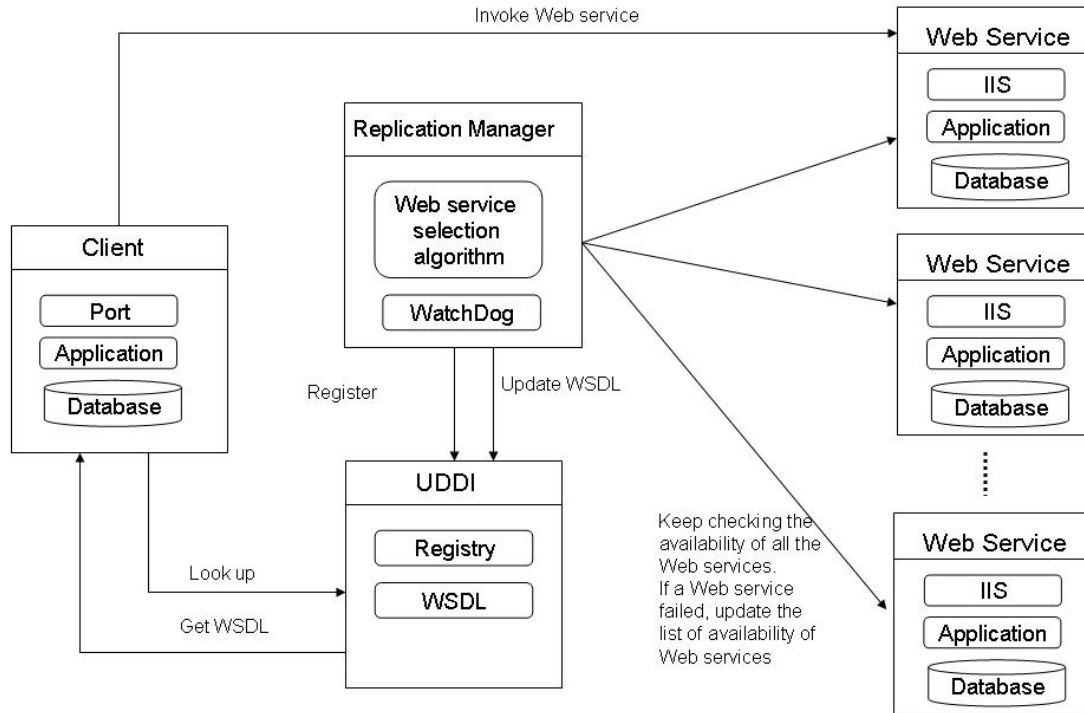 Invoke Web service
Web Service
IIS
Application
Database
Replication Manager
Web service
selection
algorithm
WatchDog
Client
Port
Application
Database
Web Service
IIS
Application
Database
Register
Update WSDL
UDDI
Registry
WSDL
Look up
Get WSDL
Keep checking the
availability of all the
Web services.
If a Web service
failed, update the
list of availability of
Web services
Web Service
IIS
Application
Database